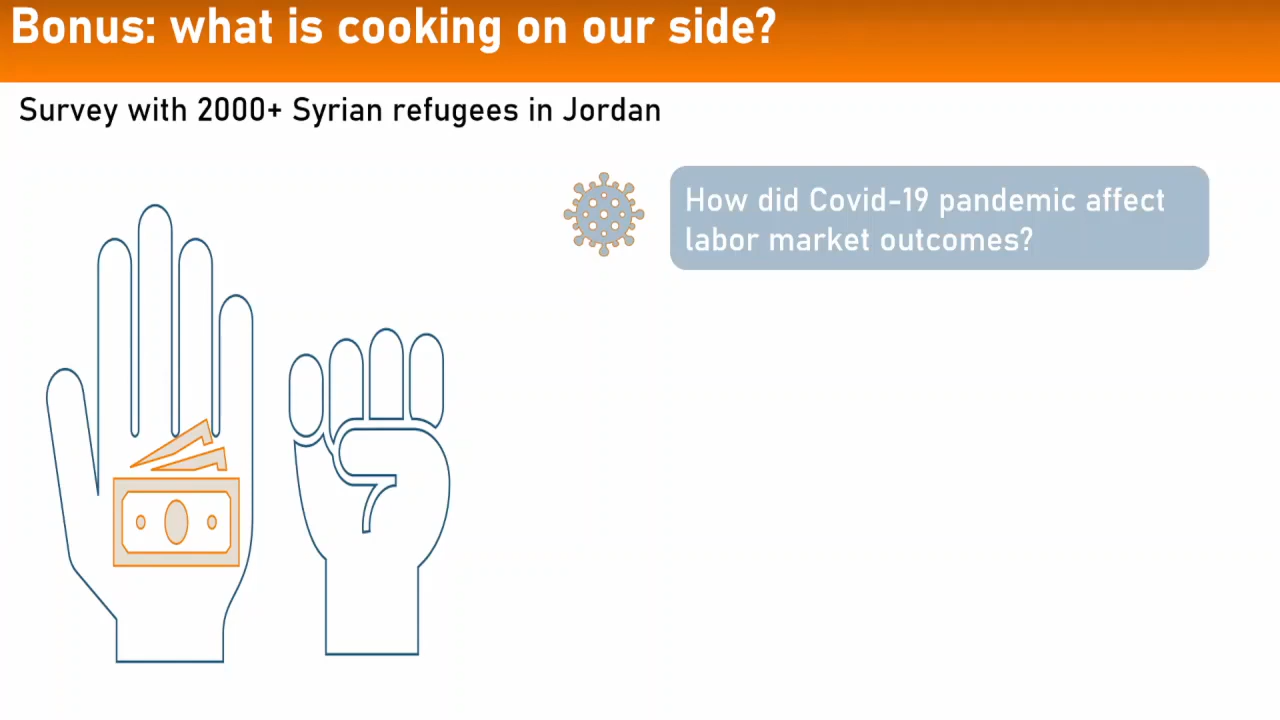 Bonus: what is cooking on our side?
Survey with 2000+ Syrian refugees in Jordan
How did Covid-19 pandemic affect
labor market outcomes?